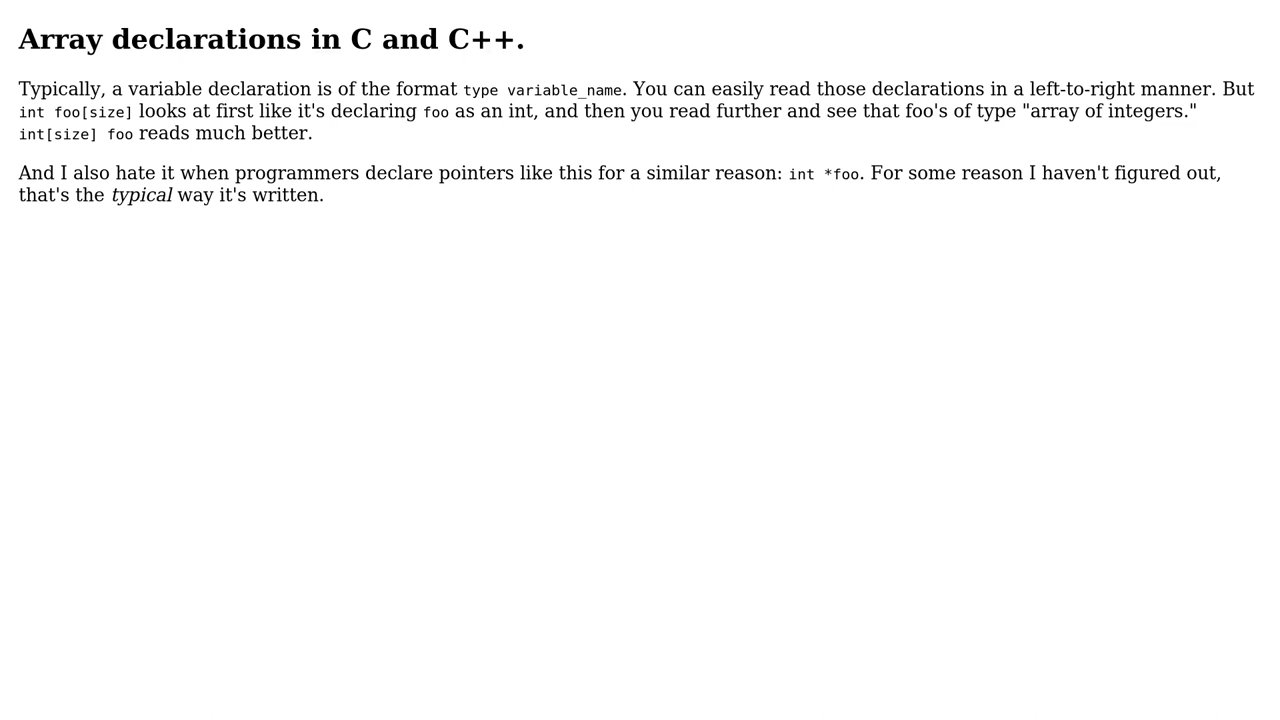 Array declarations in C and C++.
Typically, a variable declaration is of the format type variable_name. You can easily read those declarations in a left-to-right manner. But
int foo[size] looks at first like it's declaring foo as an int, and then you read further and see that foo's of type "array of integers."
int[size] foo reads much better.
And I also hate it when programmers declare pointers like this for a similar reason: int *foo. For some reason I haven't figured out,
that's the typical way it's written.